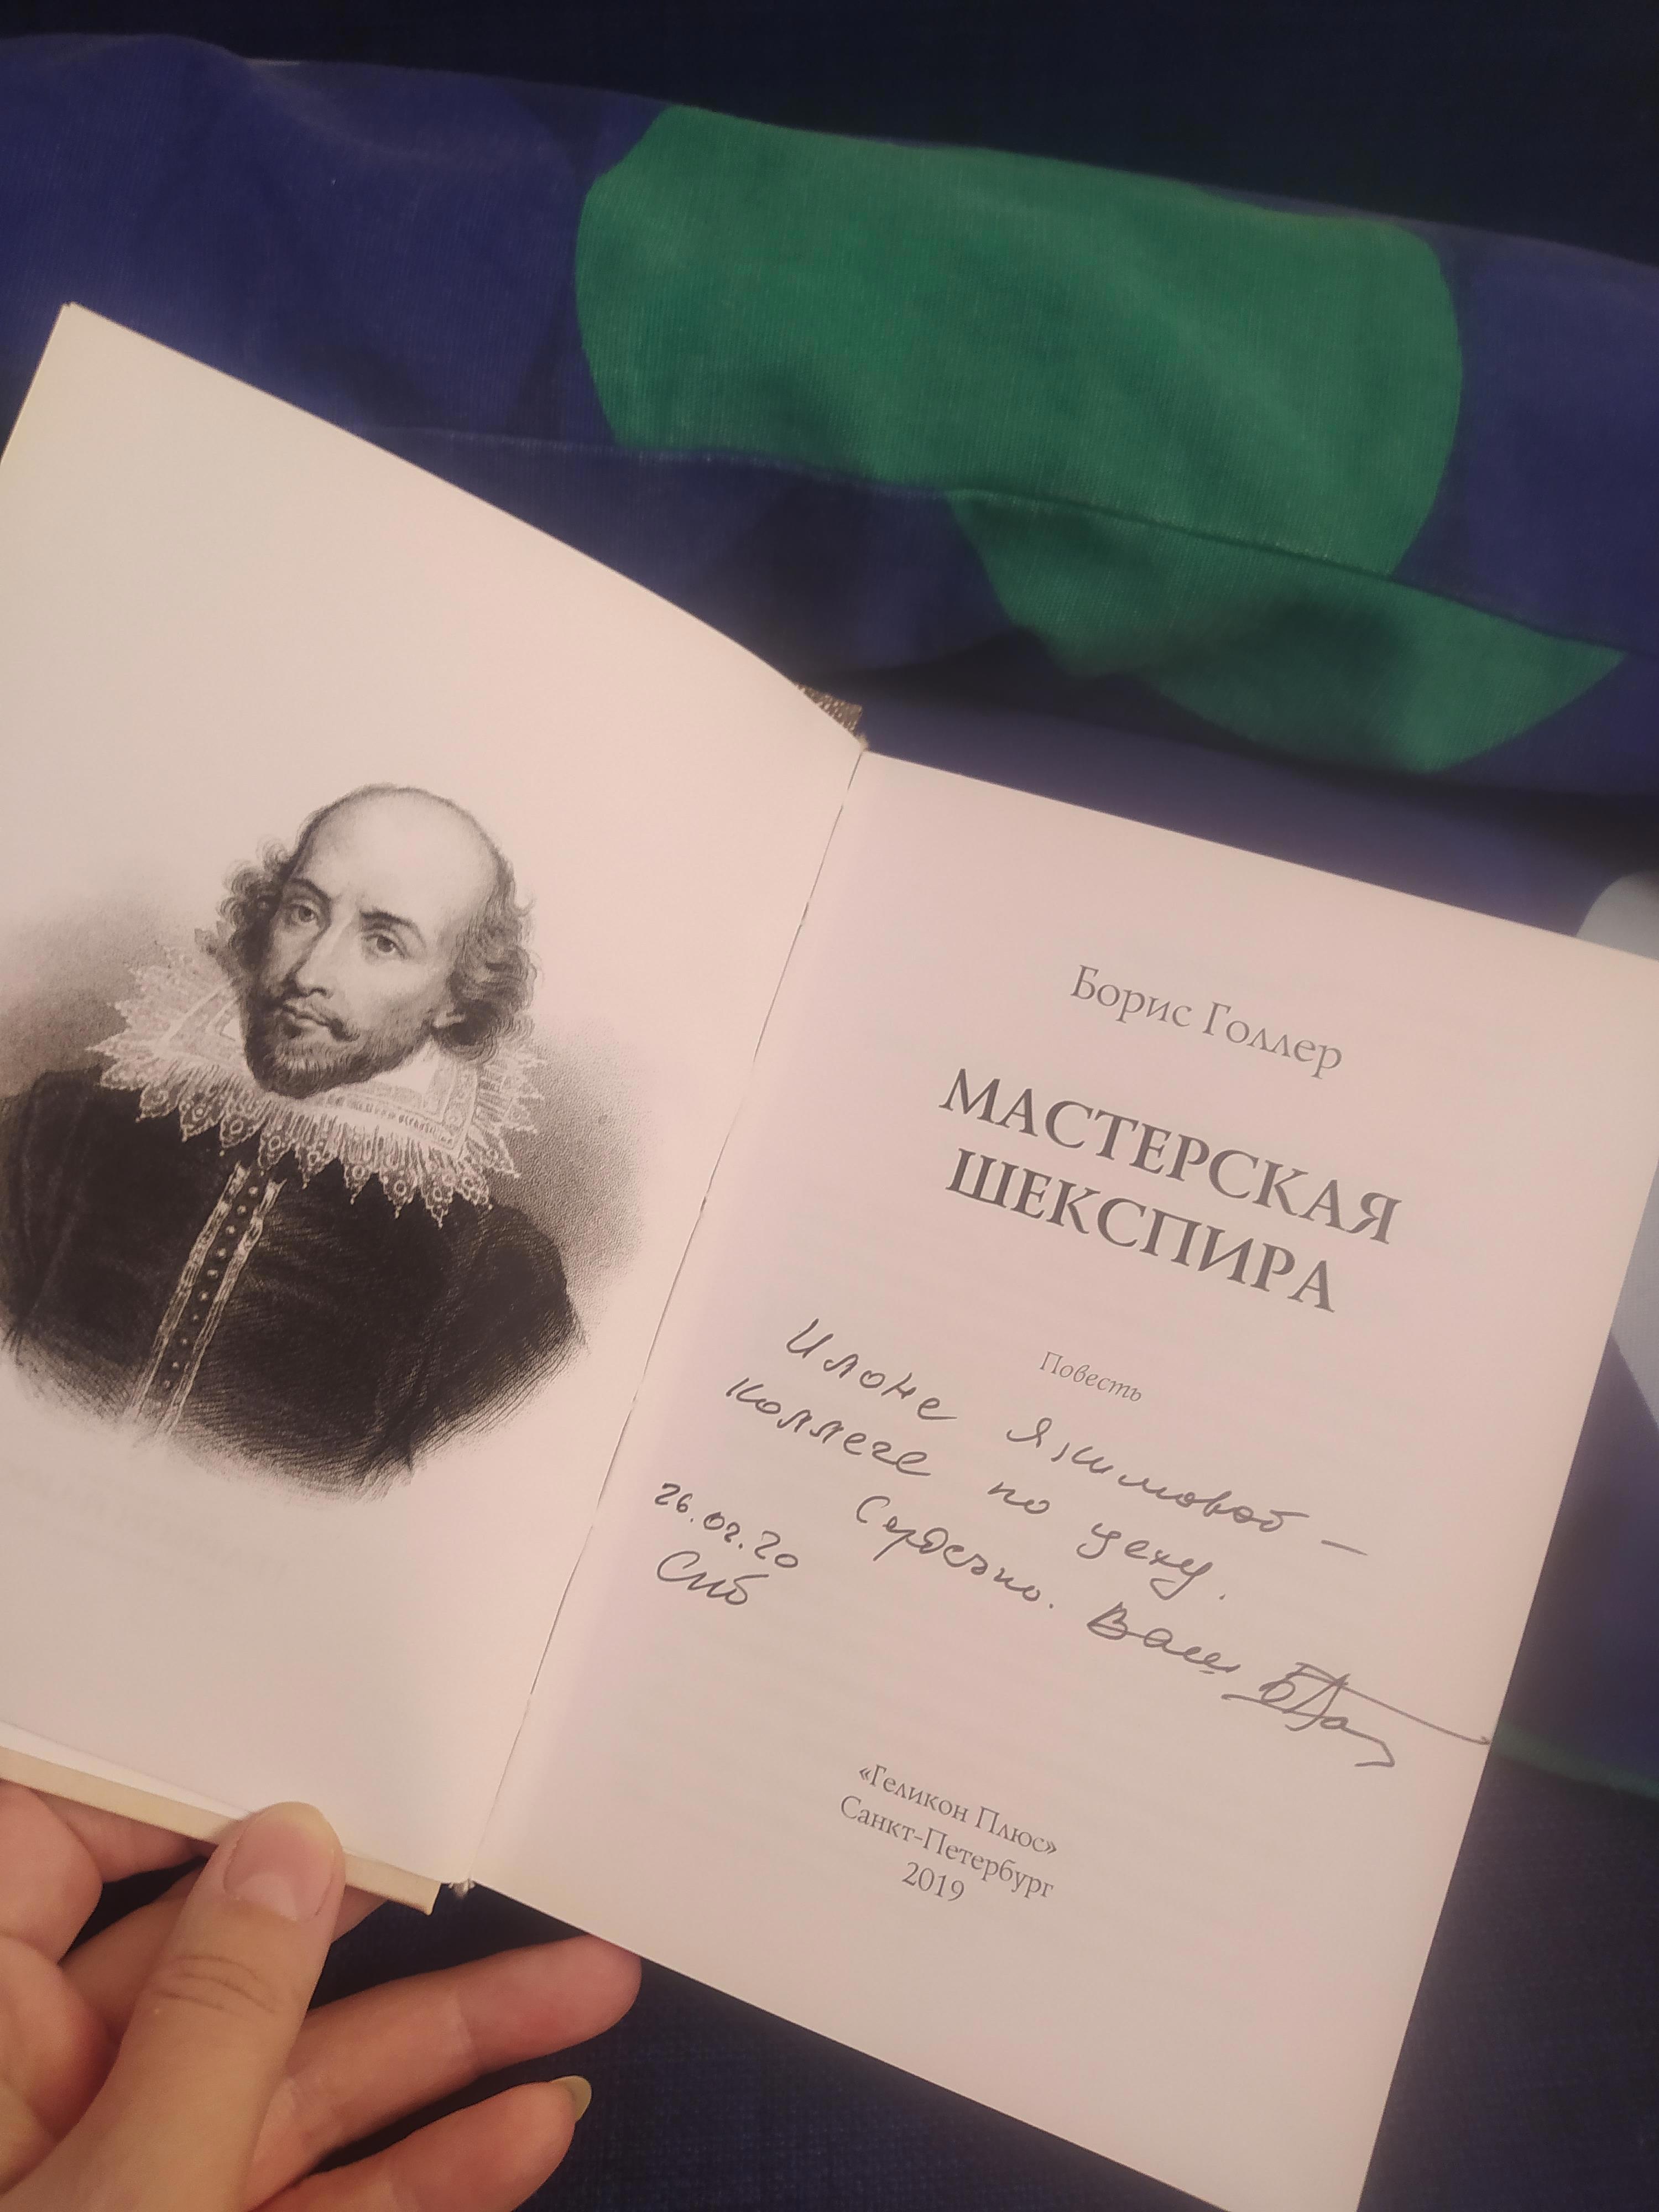 Борис Голлер
МАСТЕРСКАЯ
ШЕКСПИРА
Повесть
Илоне Якимовой –
коллеге по цеху.
Сердечно. Ваш
26.02.20
Спб
«Геликон Плюс»
Санкт-Петербург
2019